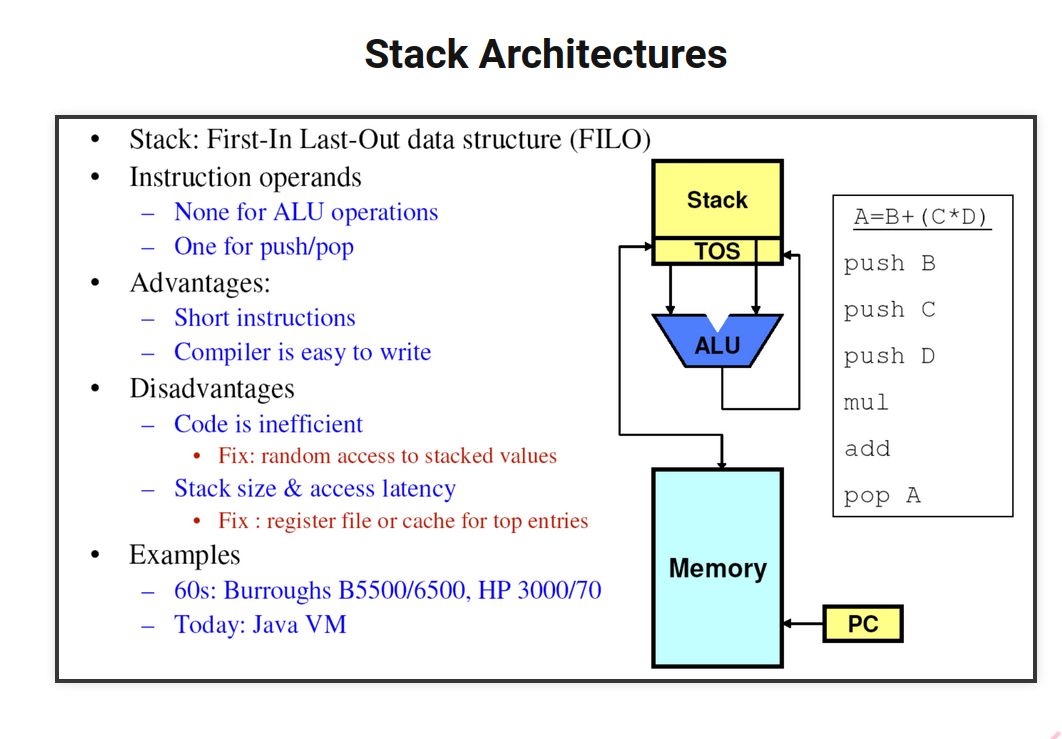 Stack Architectures
• Stack: First-In Last-Out data structure (FILO)
• Instruction operands
– None for ALU operations
– One for push/pop
• Advantages:
– Short instructions
– Compiler is easy to write
• Disadvantages
– Code is inefficient
• Fix: random access to stacked values
– Stack size & access latency
• Fix : register file or cache for top entries
• Examples
– 60s: Burroughs B5500/6500, HP 3000/70
– Today: Java VM
Stack
TOS
ALU
Memory
PC
A=B+(C*D)
push B
push C
push D
mul
add
pop A